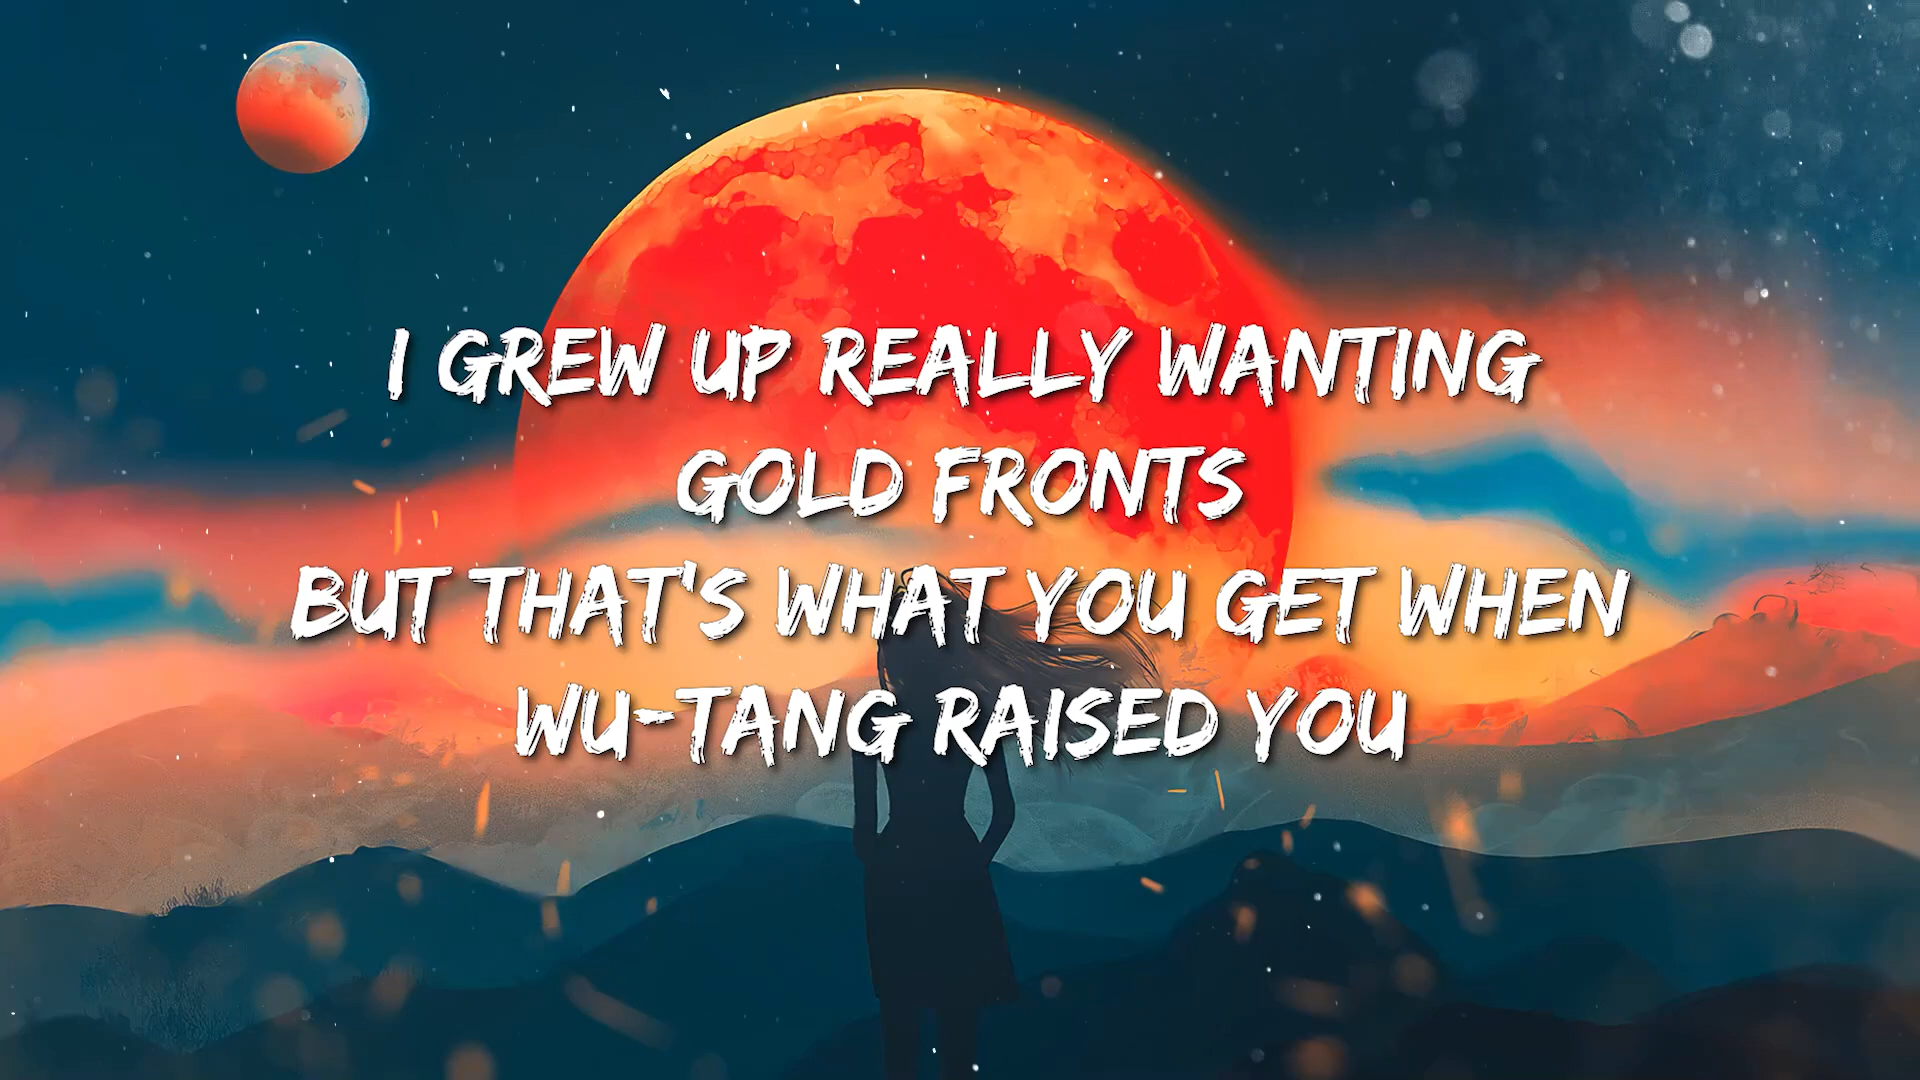 I GREW UP REALLY WANTING
GOLD FRONTS
BUT THAT'S WHAT YOU GET WHEN
WU-TANG RAISED YOU